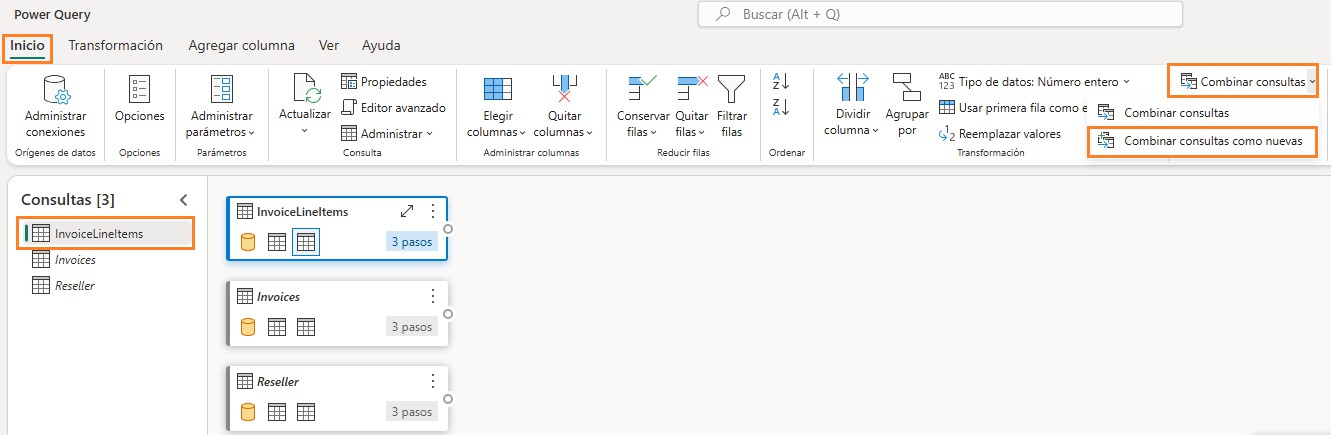 Power Query
Buscar (Alt + Q)
Inicio Transformación Agregar columna Ver Ayuda
Administrar conexiones
Orígenes de datos
Opciones
Opciones
Administrar parámetros
Parámetros
Actualizar
Propiedades
Editor avanzado
Administrar
Consulta
Elegir columnas
Quitar columnas
Administrar columnas
Conservar filas
Quitar filas
Filtrar filas
Reducir filas
A
Z
Z
A
Ordenar
Dividir columna
Agrupar por
ABC
123
Tipo de datos: Número entero
Usar primera fila como e
1
2
Reemplazar valores
Transformación
Combinar consultas
Combinar consultas
Combinar consultas como nuevas
Consultas [3]
InvoiceLineItems
Invoices
Reseller
InvoiceLineItems
3 pasos
Invoices
3 pasos
Reseller
3 pasos